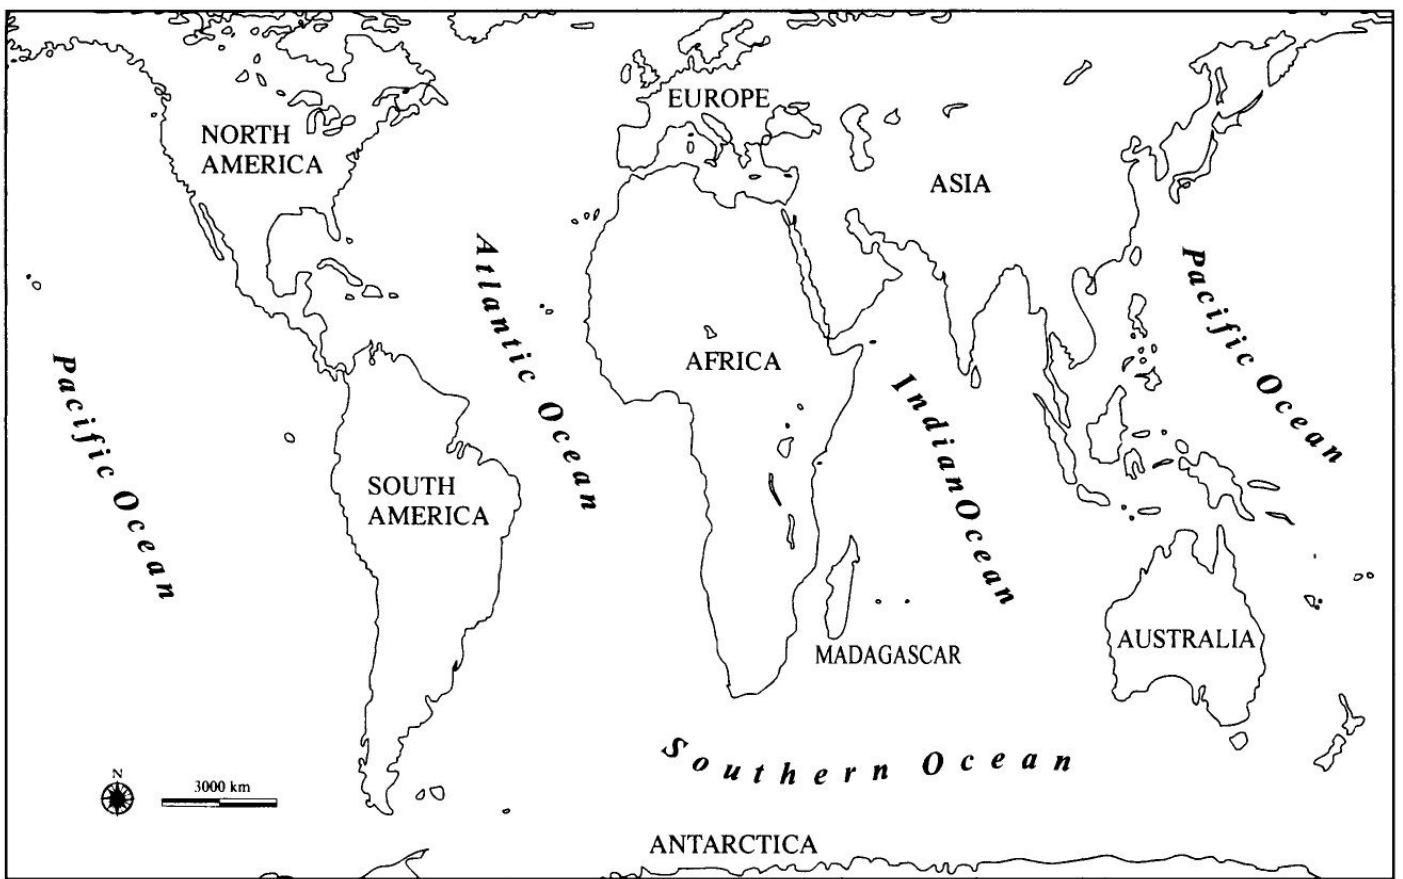 EUROPE
NORTH
AMERICA
ASIA
Atlantic Ocean
Pacific Ocean
AFRICA
Pacific Ocean
Indian Ocean
SOUTH
AMERICA
AUSTRALIA
MADAGASCAR
Southern Ocean
N
3000 km
ANTARCTICA